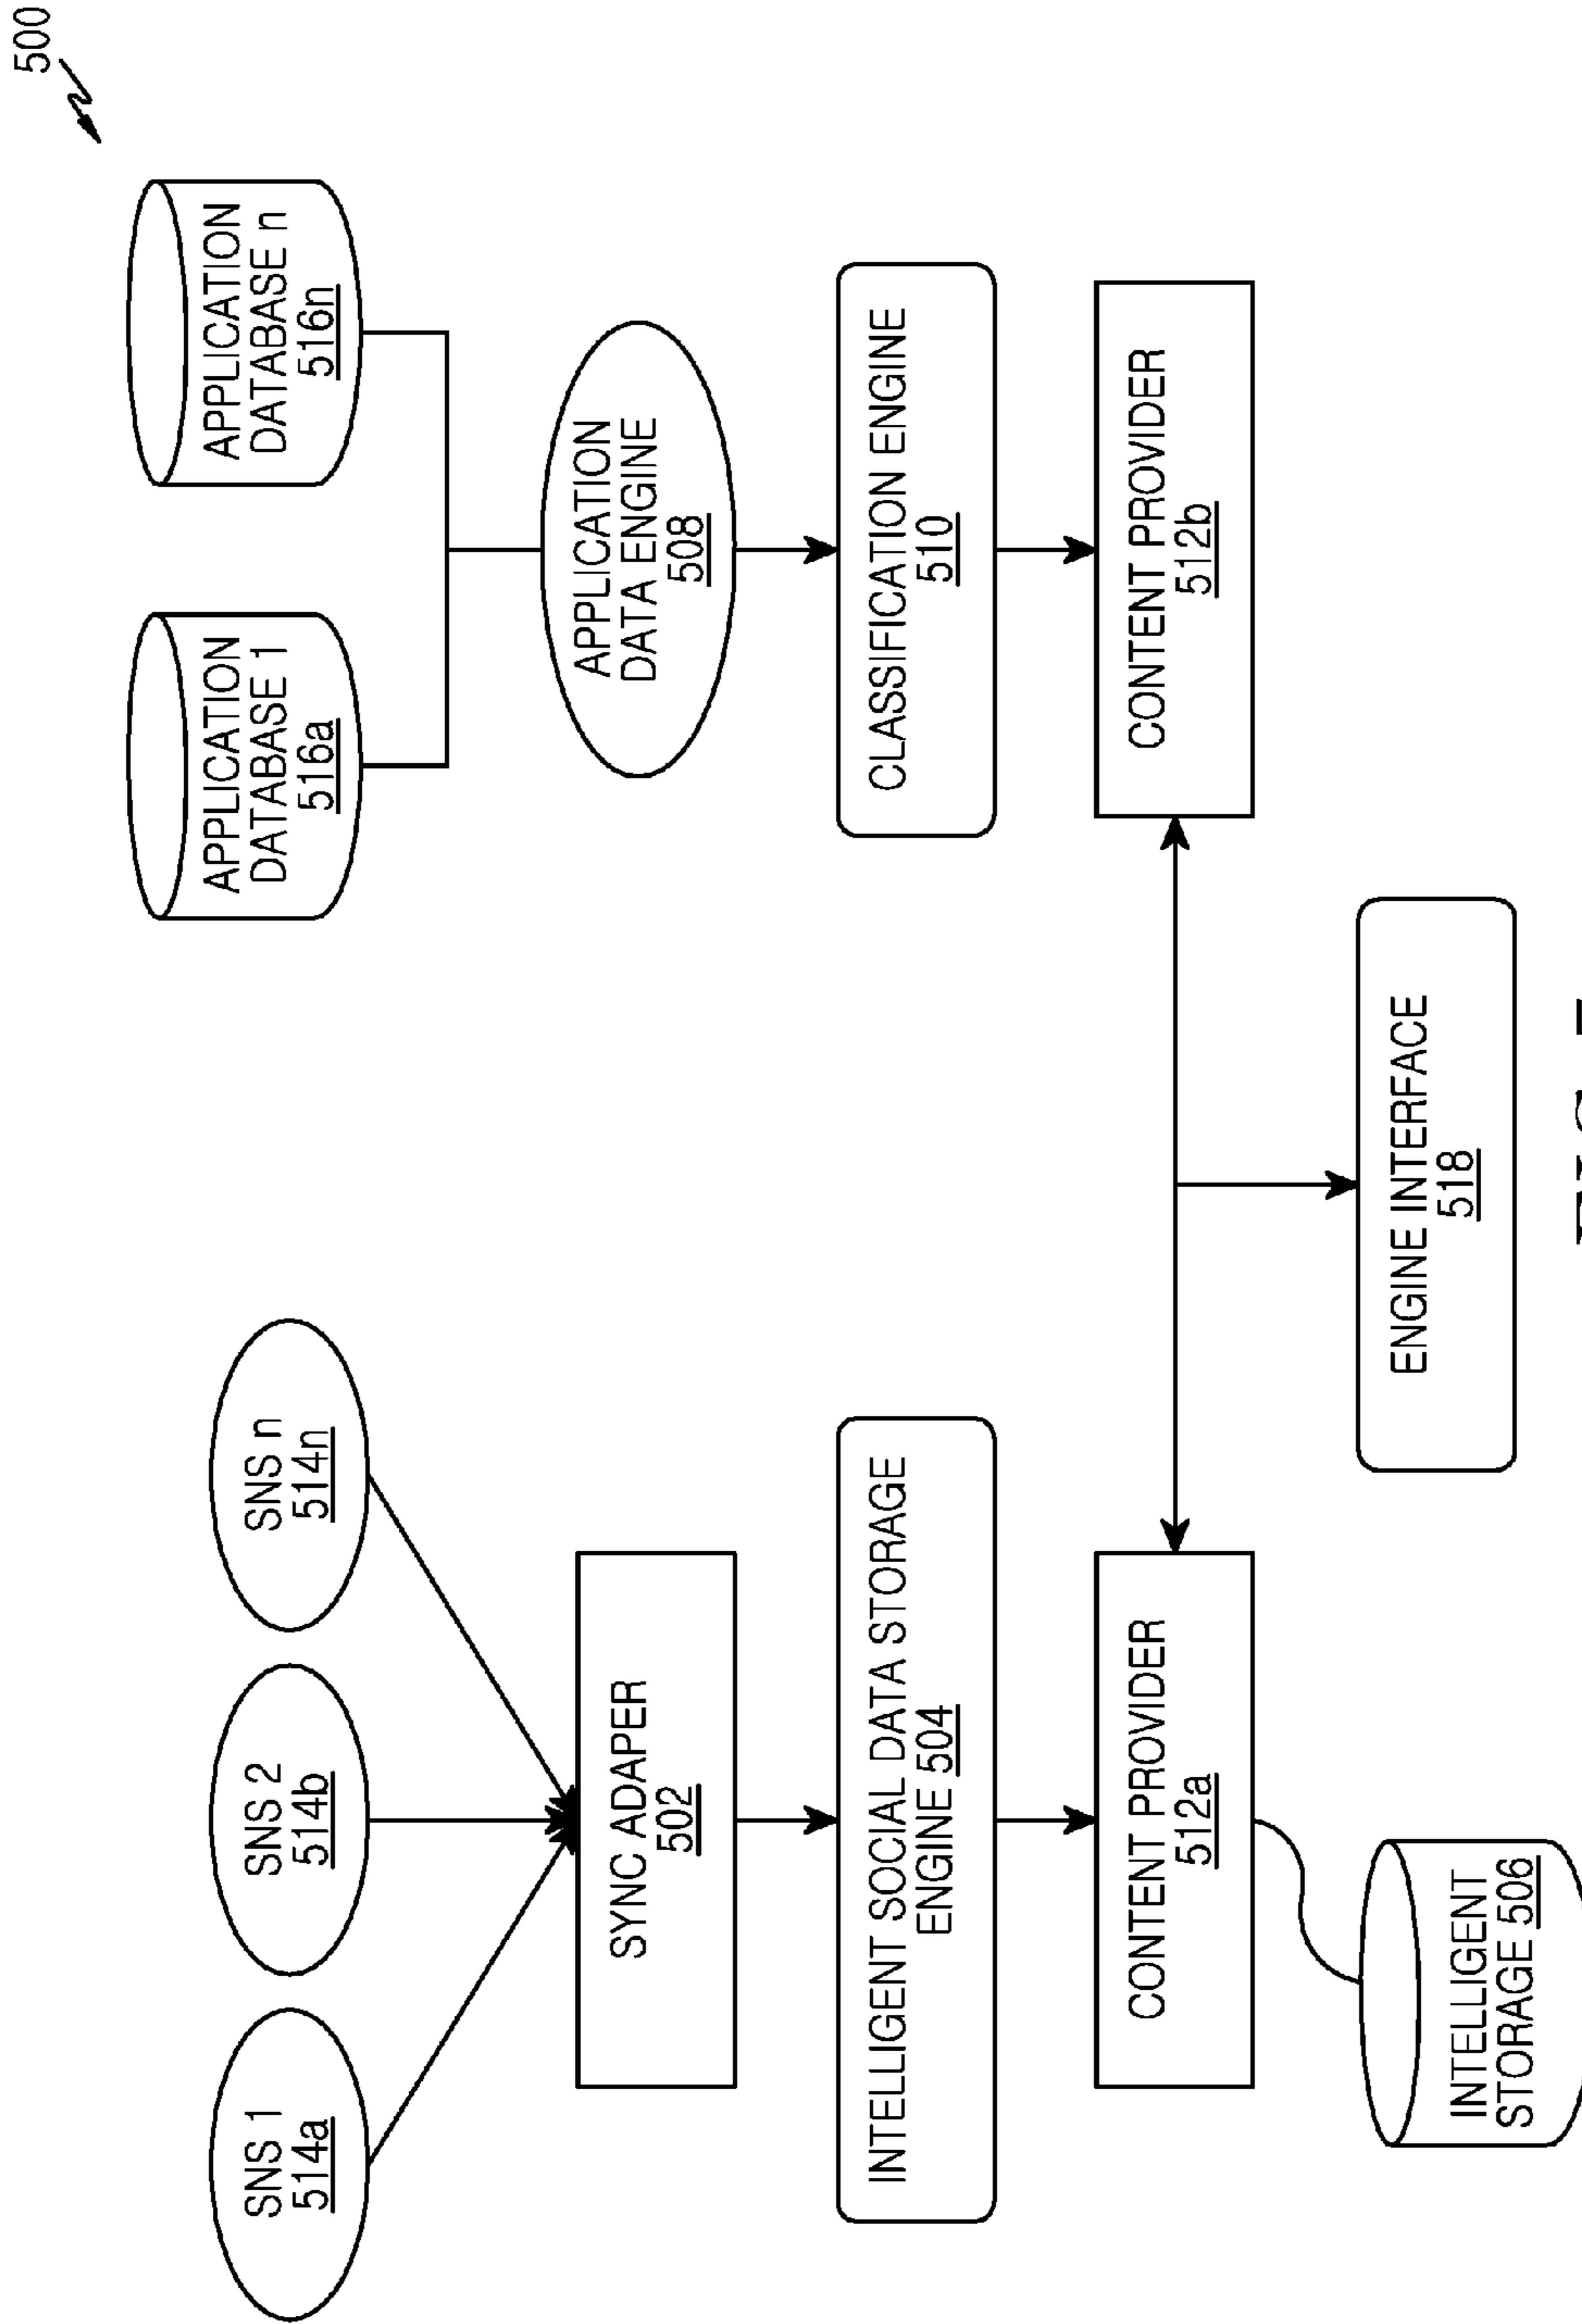 500
SNS 1
514a
SNS 2
514b
SNS n
514n
APPLICATION
DATABASE 1
516a
APPLICATION
DATABASE n
516n
SYNC ADAPER
502
APPLICATION
DATA ENGINE
508
INTELLIGENT SOCIAL DATA STORAGE
ENGINE 504
CLASSIFICATION ENGINE
510
CONTENT PROVIDER
512a
CONTENT PROVIDER
512b
INTELLIGENT
STORAGE 506
ENGINE INTERFACE
518